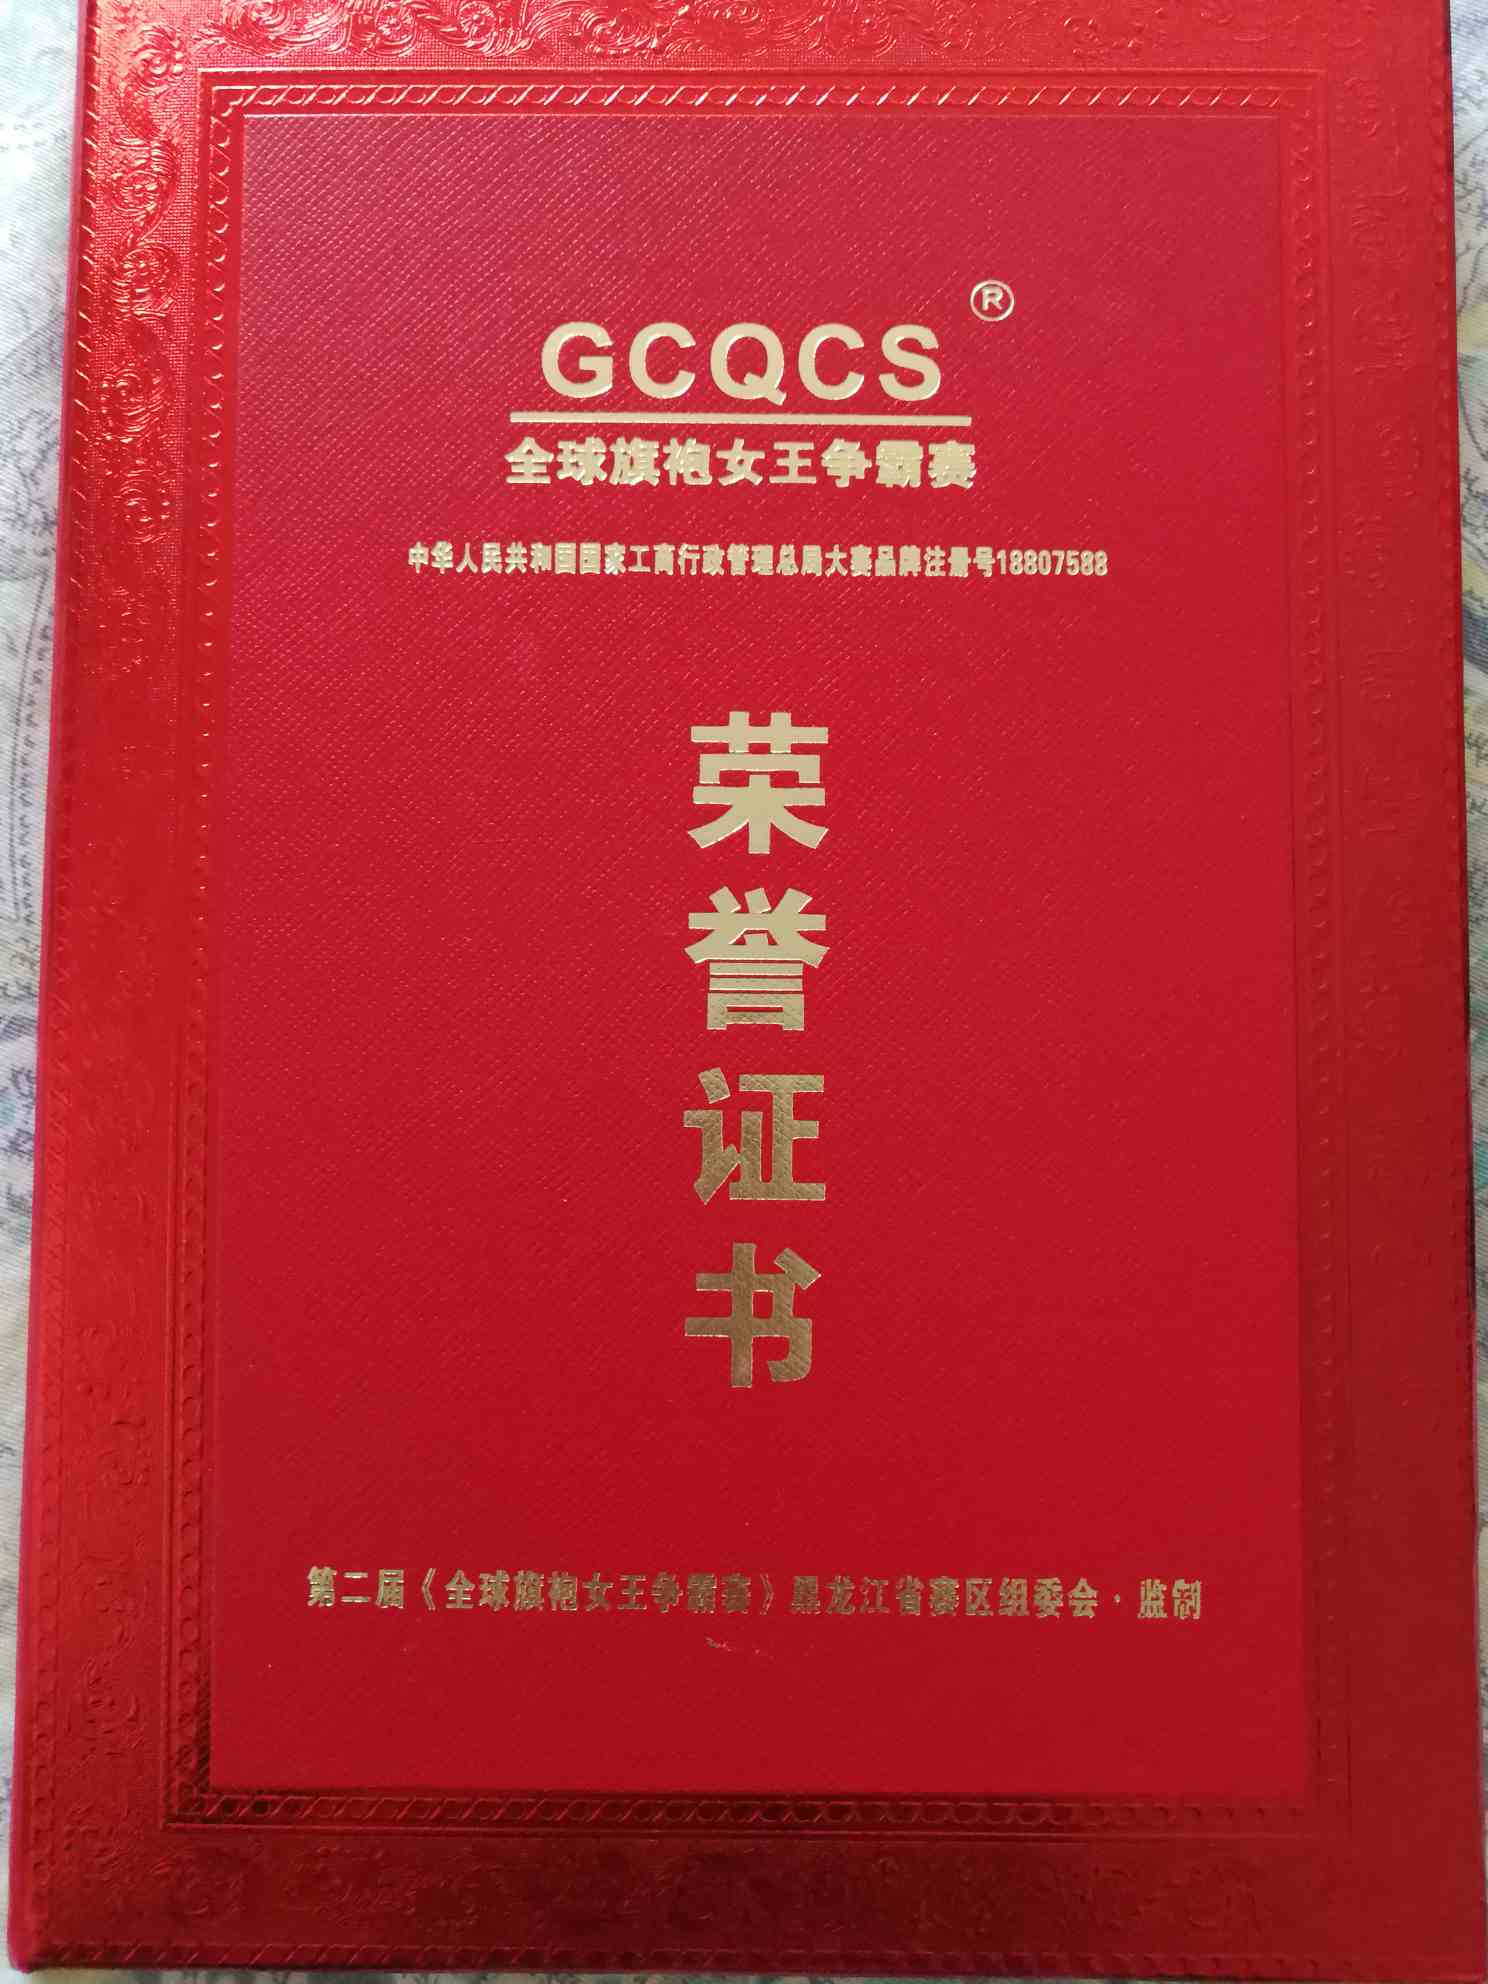 GCQCS®
全球旗袍女王争霸赛
中华人民共和国国家工商行政管理总局大赛品牌注册号18807588
荣誉证书
第二届《全球旗袍女王争霸赛》黑龙江省赛区组委会·监制